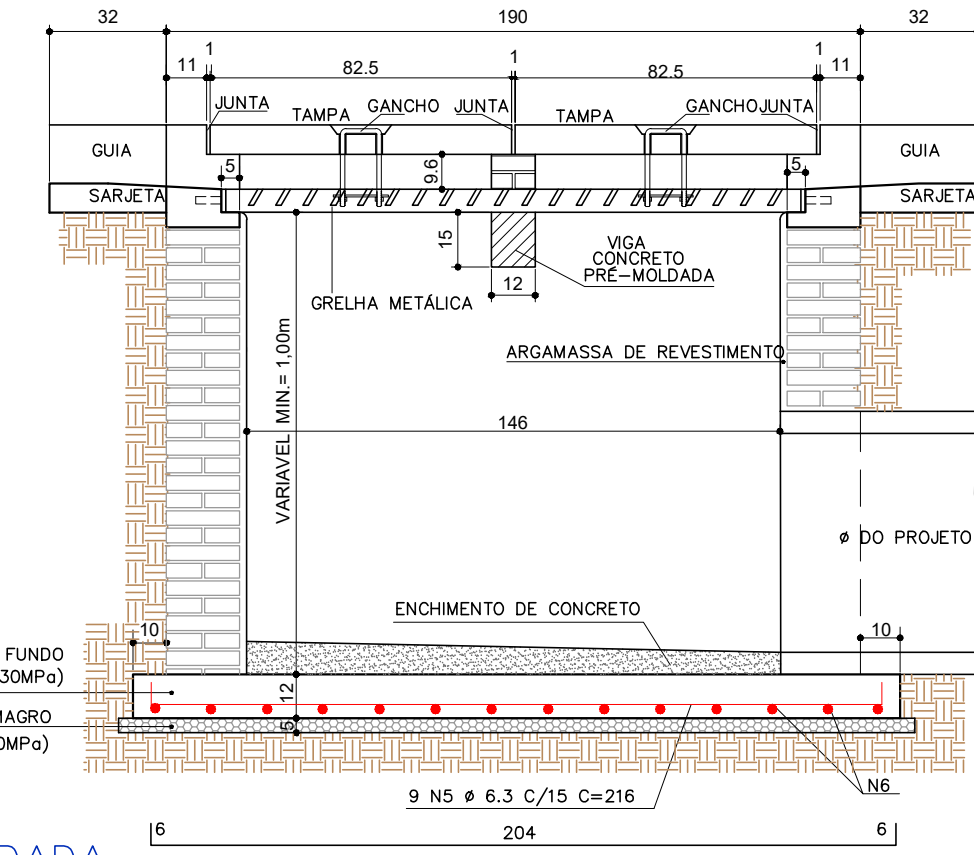 32
190
32
1
1
1
11
82.5
82.5
11
JUNTA
TAMPA
GANCHO
JUNTA
TAMPA
GANCHO
JUNTA
GUIA
GUIA
5
9.6
5
SARJETA
SARJETA
15
VIGA
CONCRETO
PRÉ-MOLDADA
12
GRELHA METÁLICA
ARGAMASSA DE REVESTIMENTO
VARIAVEL MIN.= 1,00m
146
ø DO PROJETO
ENCHIMENTO DE CONCRETO
10
10
FUNDO
30MPa)
12
MAGRO
5
0MPa)
9 N5 ø 6.3 C/15 C=216
N6
6
204
6
DADA